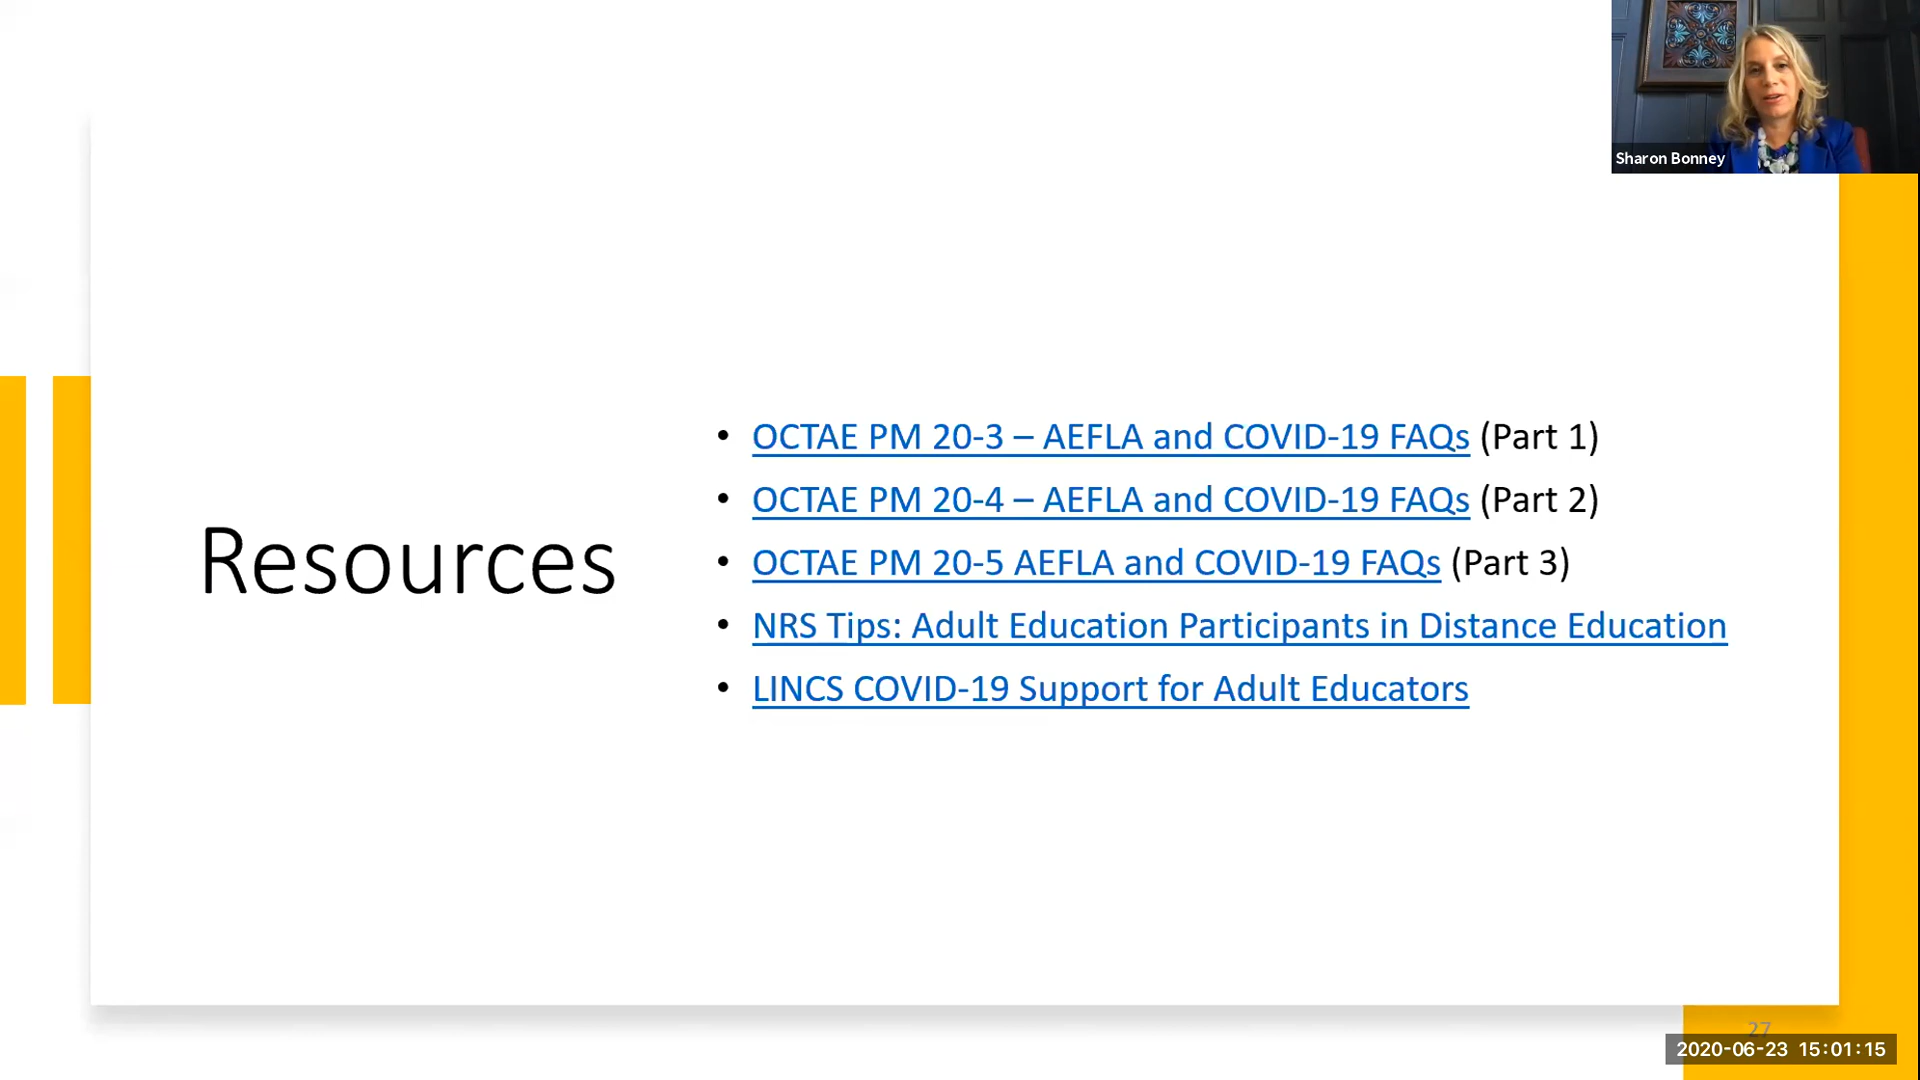 Sharon Bonney
Resources
• OCTAE PM 20-3 – AEFLA and COVID-19 FAQs (Part 1)
• OCTAE PM 20-4 – AEFLA and COVID-19 FAQs (Part 2)
• OCTAE PM 20-5 AEFLA and COVID-19 FAQs (Part 3)
• NRS Tips: Adult Education Participants in Distance Education
• LINCS COVID-19 Support for Adult Educators
27
2020-06-23 15:01:15